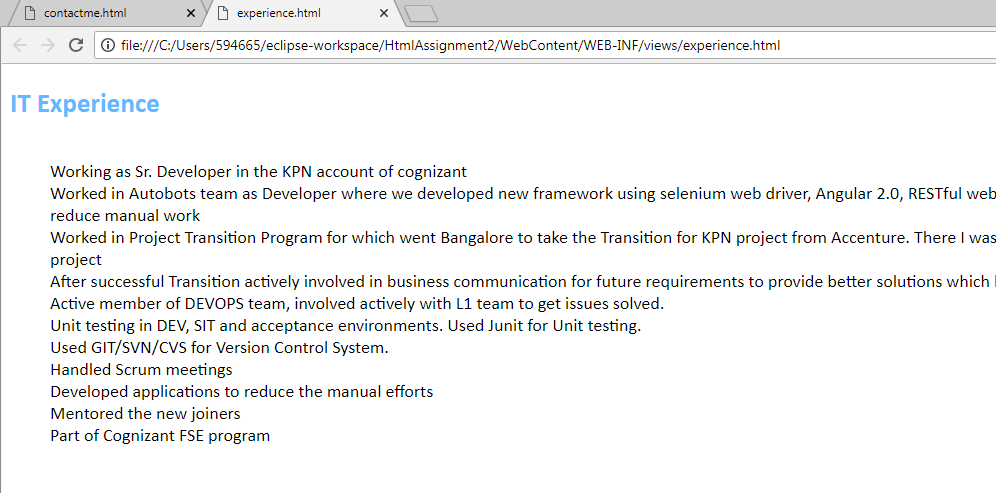 contactme.html
experience.html
file:///C:/Users/594665/eclipse-workspace/HtmlAssignment2/WebContent/WEB-INF/views/experience.html
IT Experience
Working as Sr. Developer in the KPN account of cognizant
Worked in Autobots team as Developer where we developed new framework using selenium web driver, Angular 2.0, RESTful web
reduce manual work
Worked in Project Transition Program for which went Bangalore to take the Transition for KPN project from Accenture. There I was
project
After successful Transition actively involved in business communication for future requirements to provide better solutions which
Active member of DEVOPS team, involved actively with L1 team to get issues solved.
Unit testing in DEV, SIT and acceptance environments. Used Junit for Unit testing.
Used GIT/SVN/CVS for Version Control System.
Handled Scrum meetings
Developed applications to reduce the manual efforts
Mentored the new joiners
Part of Cognizant FSE program